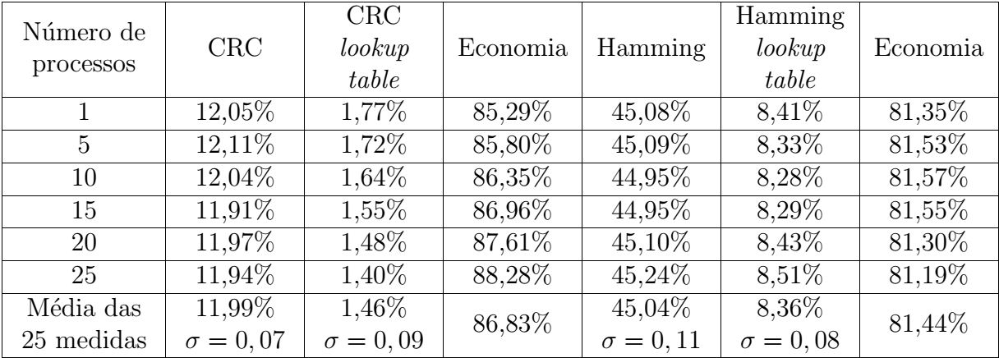 Número de processos | CRC | CRC lookup table | Economia | Hamming | Hamming lookup table | Economia
1 | 12,05% | 1,77% | 85,29% | 45,08% | 8,41% | 81,35%
5 | 12,11% | 1,72% | 85,80% | 45,09% | 8,33% | 81,53%
10 | 12,04% | 1,64% | 86,35% | 44,95% | 8,28% | 81,57%
15 | 11,91% | 1,55% | 86,96% | 44,95% | 8,29% | 81,55%
20 | 11,97% | 1,48% | 87,61% | 45,10% | 8,43% | 81,30%
25 | 11,94% | 1,40% | 88,28% | 45,24% | 8,51% | 81,19%
Média das 25 medidas | 11,99% σ = 0, 07 | 1,46% σ = 0, 09 | 86,83% | 45,04% σ = 0, 11 | 8,36% σ = 0, 08 | 81,44%